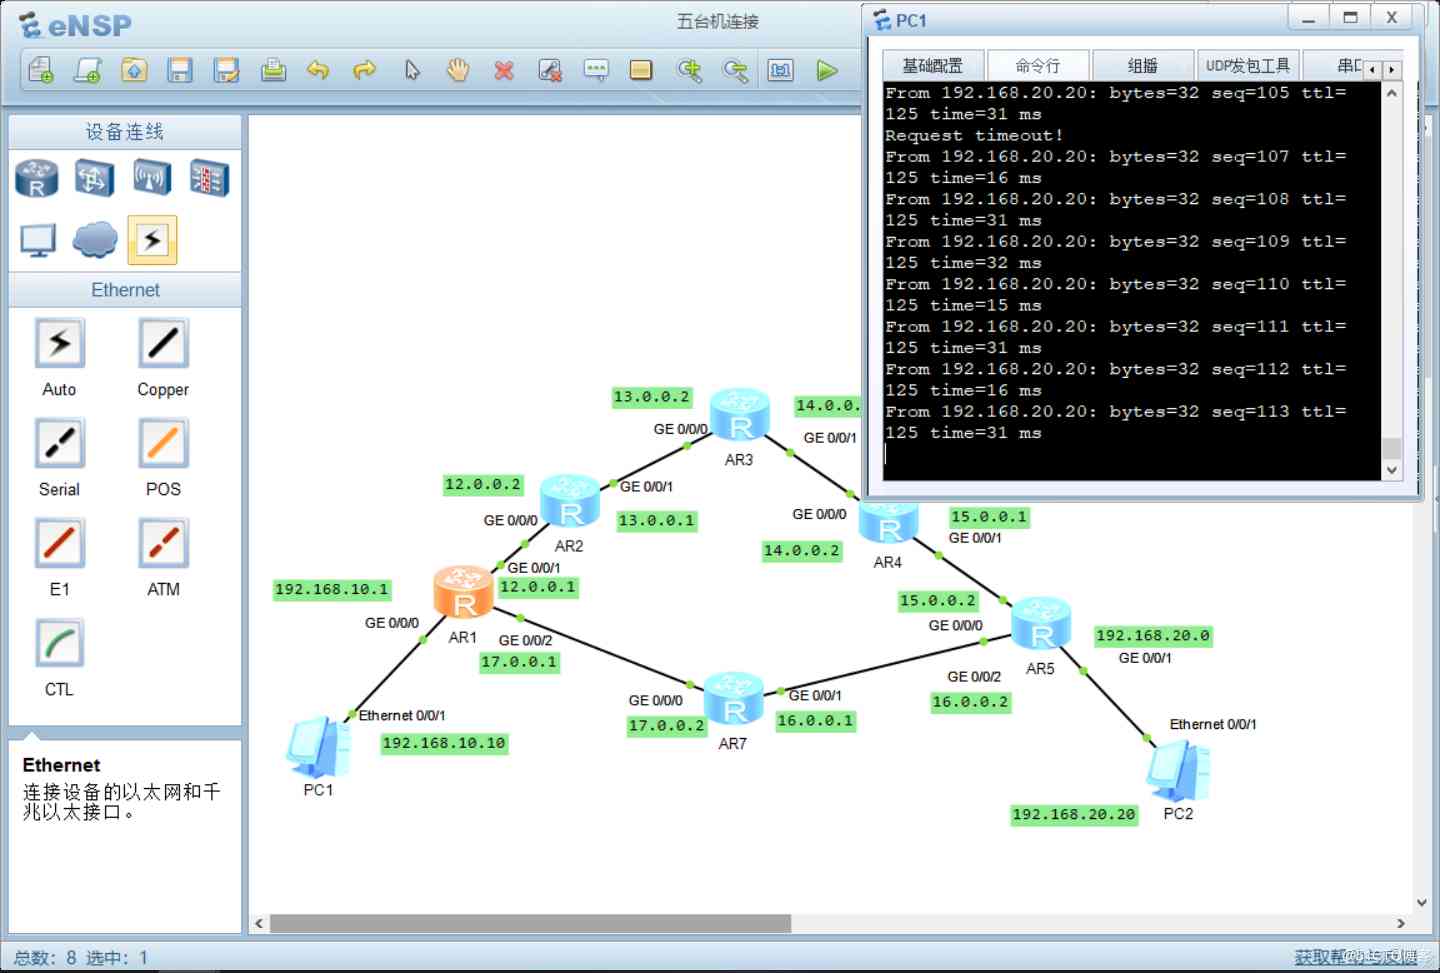 eNSP
五台机连接
PC1
基础配置
命令行
组播
UDP发包工具
From 192.168.20.20: bytes=32 seq=105 ttl=
125 time=31 ms
Request timeout!
From 192.168.20.20: bytes=32 seq=107 ttl=
125 time=16 ms
From 192.168.20.20: bytes=32 seq=108 ttl=
125 time=31 ms
From 192.168.20.20: bytes=32 seq=109 ttl=
125 time=32 ms
From 192.168.20.20: bytes=32 seq=110 ttl=
125 time=15 ms
From 192.168.20.20: bytes=32 seq=111 ttl=
125 time=31 ms
From 192.168.20.20: bytes=32 seq=112 ttl=
125 time=16 ms
From 192.168.20.20: bytes=32 seq=113 ttl=
125 time=31 ms
设备连线
R
Ethernet
Auto
Copper
Serial
POS
E1
ATM
CTL
Ethernet
连接设备的以太网和千
兆以太接口。
13.0.0.2
14.0.0.
GE 0/0/0
R
GE 0/0/1
AR3
12.0.0.2
GE 0/0/1
R
GE 0/0/0
13.0.0.1
AR2
GE 0/0/0
15.0.0.1
R
GE 0/0/1
14.0.0.2
AR4
GE 0/0/1
192.168.10.1
12.0.0.1
R
GE 0/0/0
AR1
GE 0/0/2
17.0.0.1
15.0.0.2
GE 0/0/0
R
192.168.20.0
GE 0/0/1
AR5
GE 0/0/2
16.0.0.2
GE 0/0/0
R
GE 0/0/1
17.0.0.2
16.0.0.1
AR7
Ethernet 0/0/1
192.168.10.10
PC1
Ethernet 0/0/1
192.168.20.20
PC2
总数: 8 选中: 1